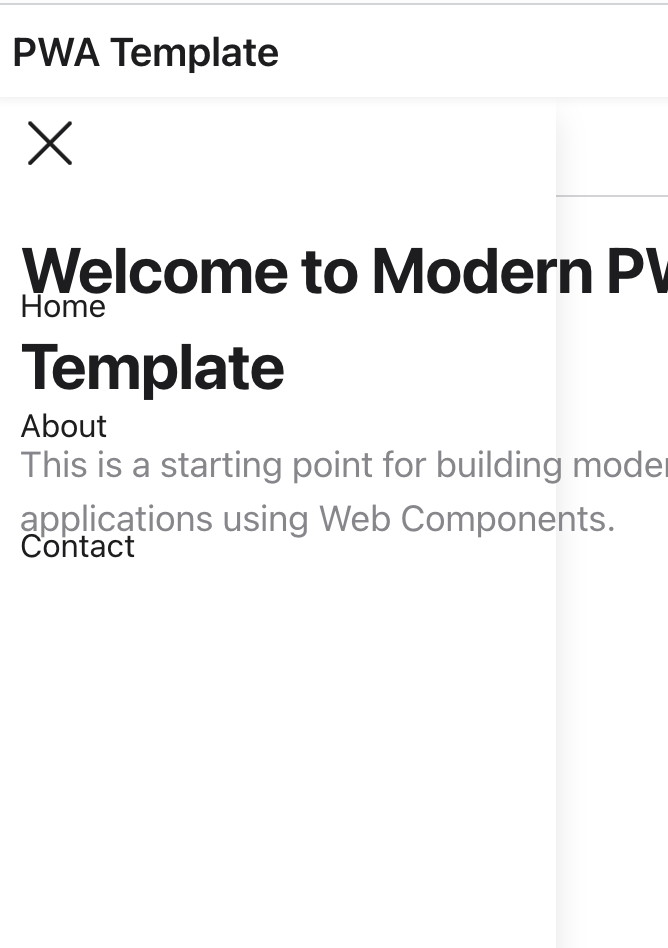 PWA Template
Welcome to Modern PW
Home
Template
About
This is a starting point for building moder
applications using Web Components.
Contact